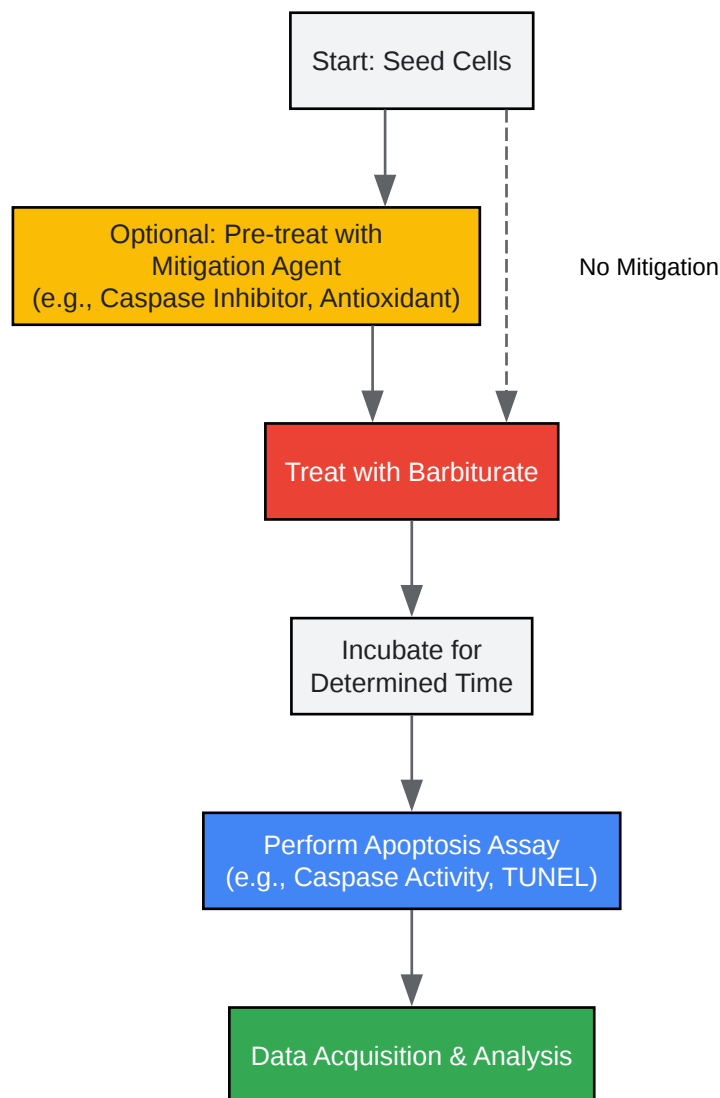 Start: Seed Cells
Optional: Pre-treat with
Mitigation Agent
(e.g., Caspase Inhibitor, Antioxidant)
No Mitigation
Treat with Barbiturate
Incubate for
Determined Time
Perform Apoptosis Assay
(e.g., Caspase Activity, TUNEL)
Data Acquisition & Analysis